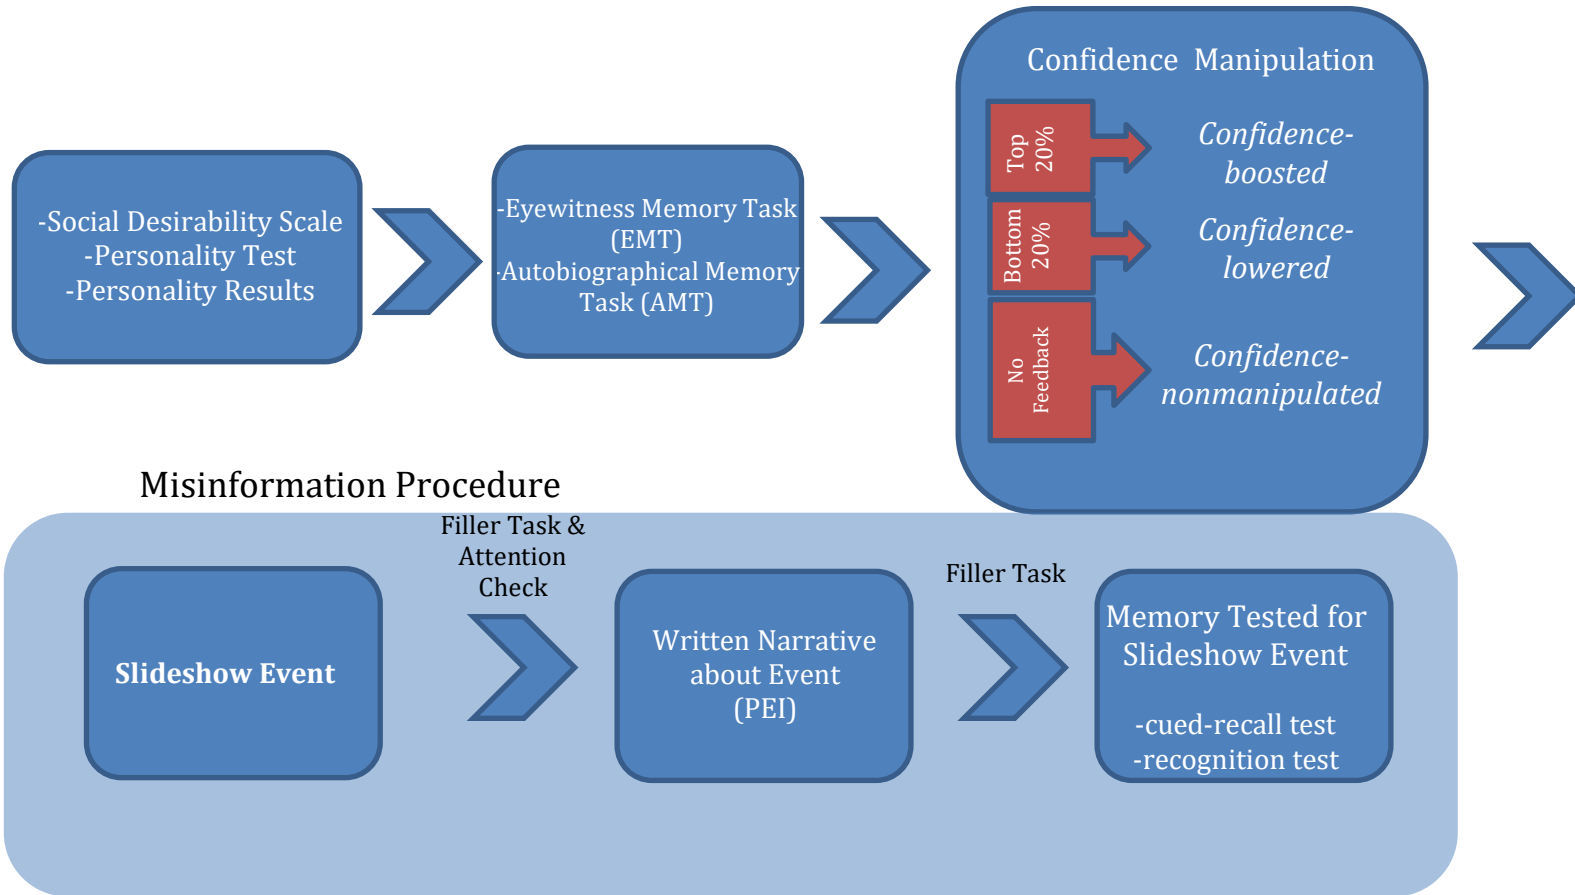 -Social Desirability Scale
-Personality Test
-Personality Results
-Eyewitness Memory Task
(EMT)
-Autobiographical Memory
Task (AMT)
Confidence Manipulation
Top
20%
Confidence-
boosted
Bottom
20%
Confidence-
lowered
No
Feedback
Confidence-
nonmanipulated
Misinformation Procedure
Slideshow Event
Filler Task &
Attention
Check
Written Narrative
about Event
(PEI)
Filler Task
Memory Tested for
Slideshow Event
-cued-recall test
-recognition test